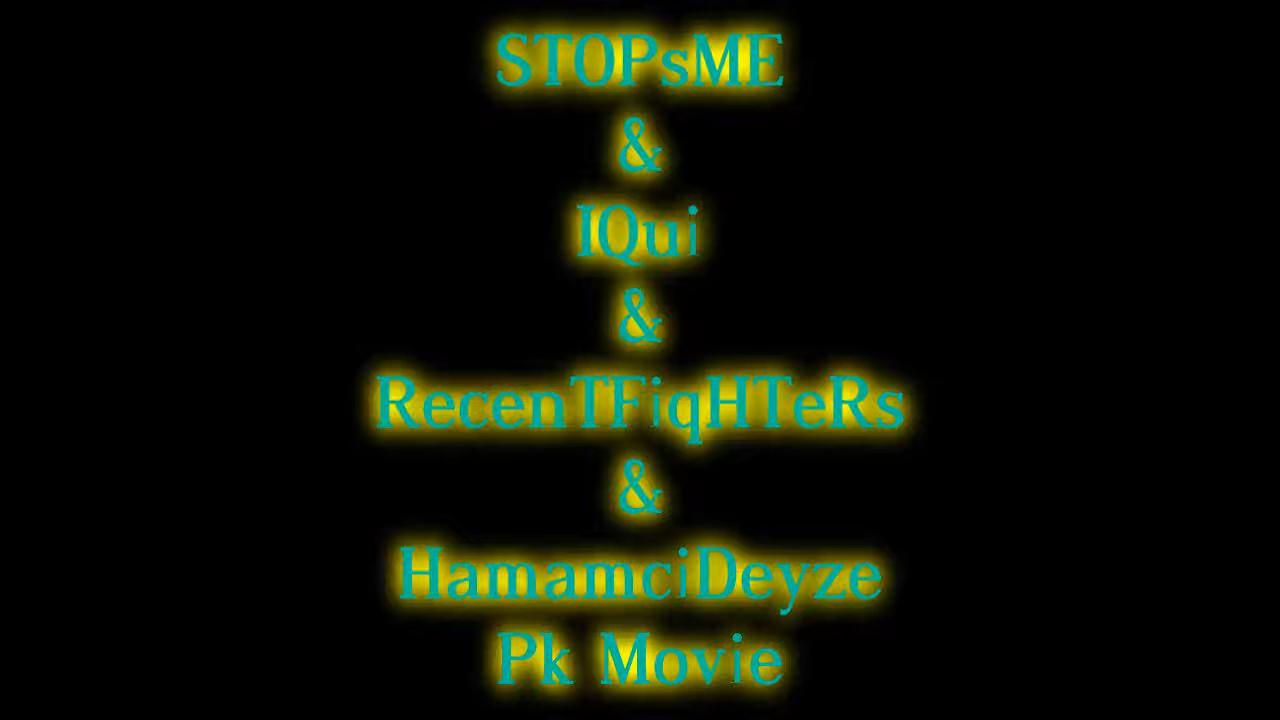 STOPsME
&
IQui
&
RecenTFiqHTeRs
&
HamamciDeyze
Pk Movie